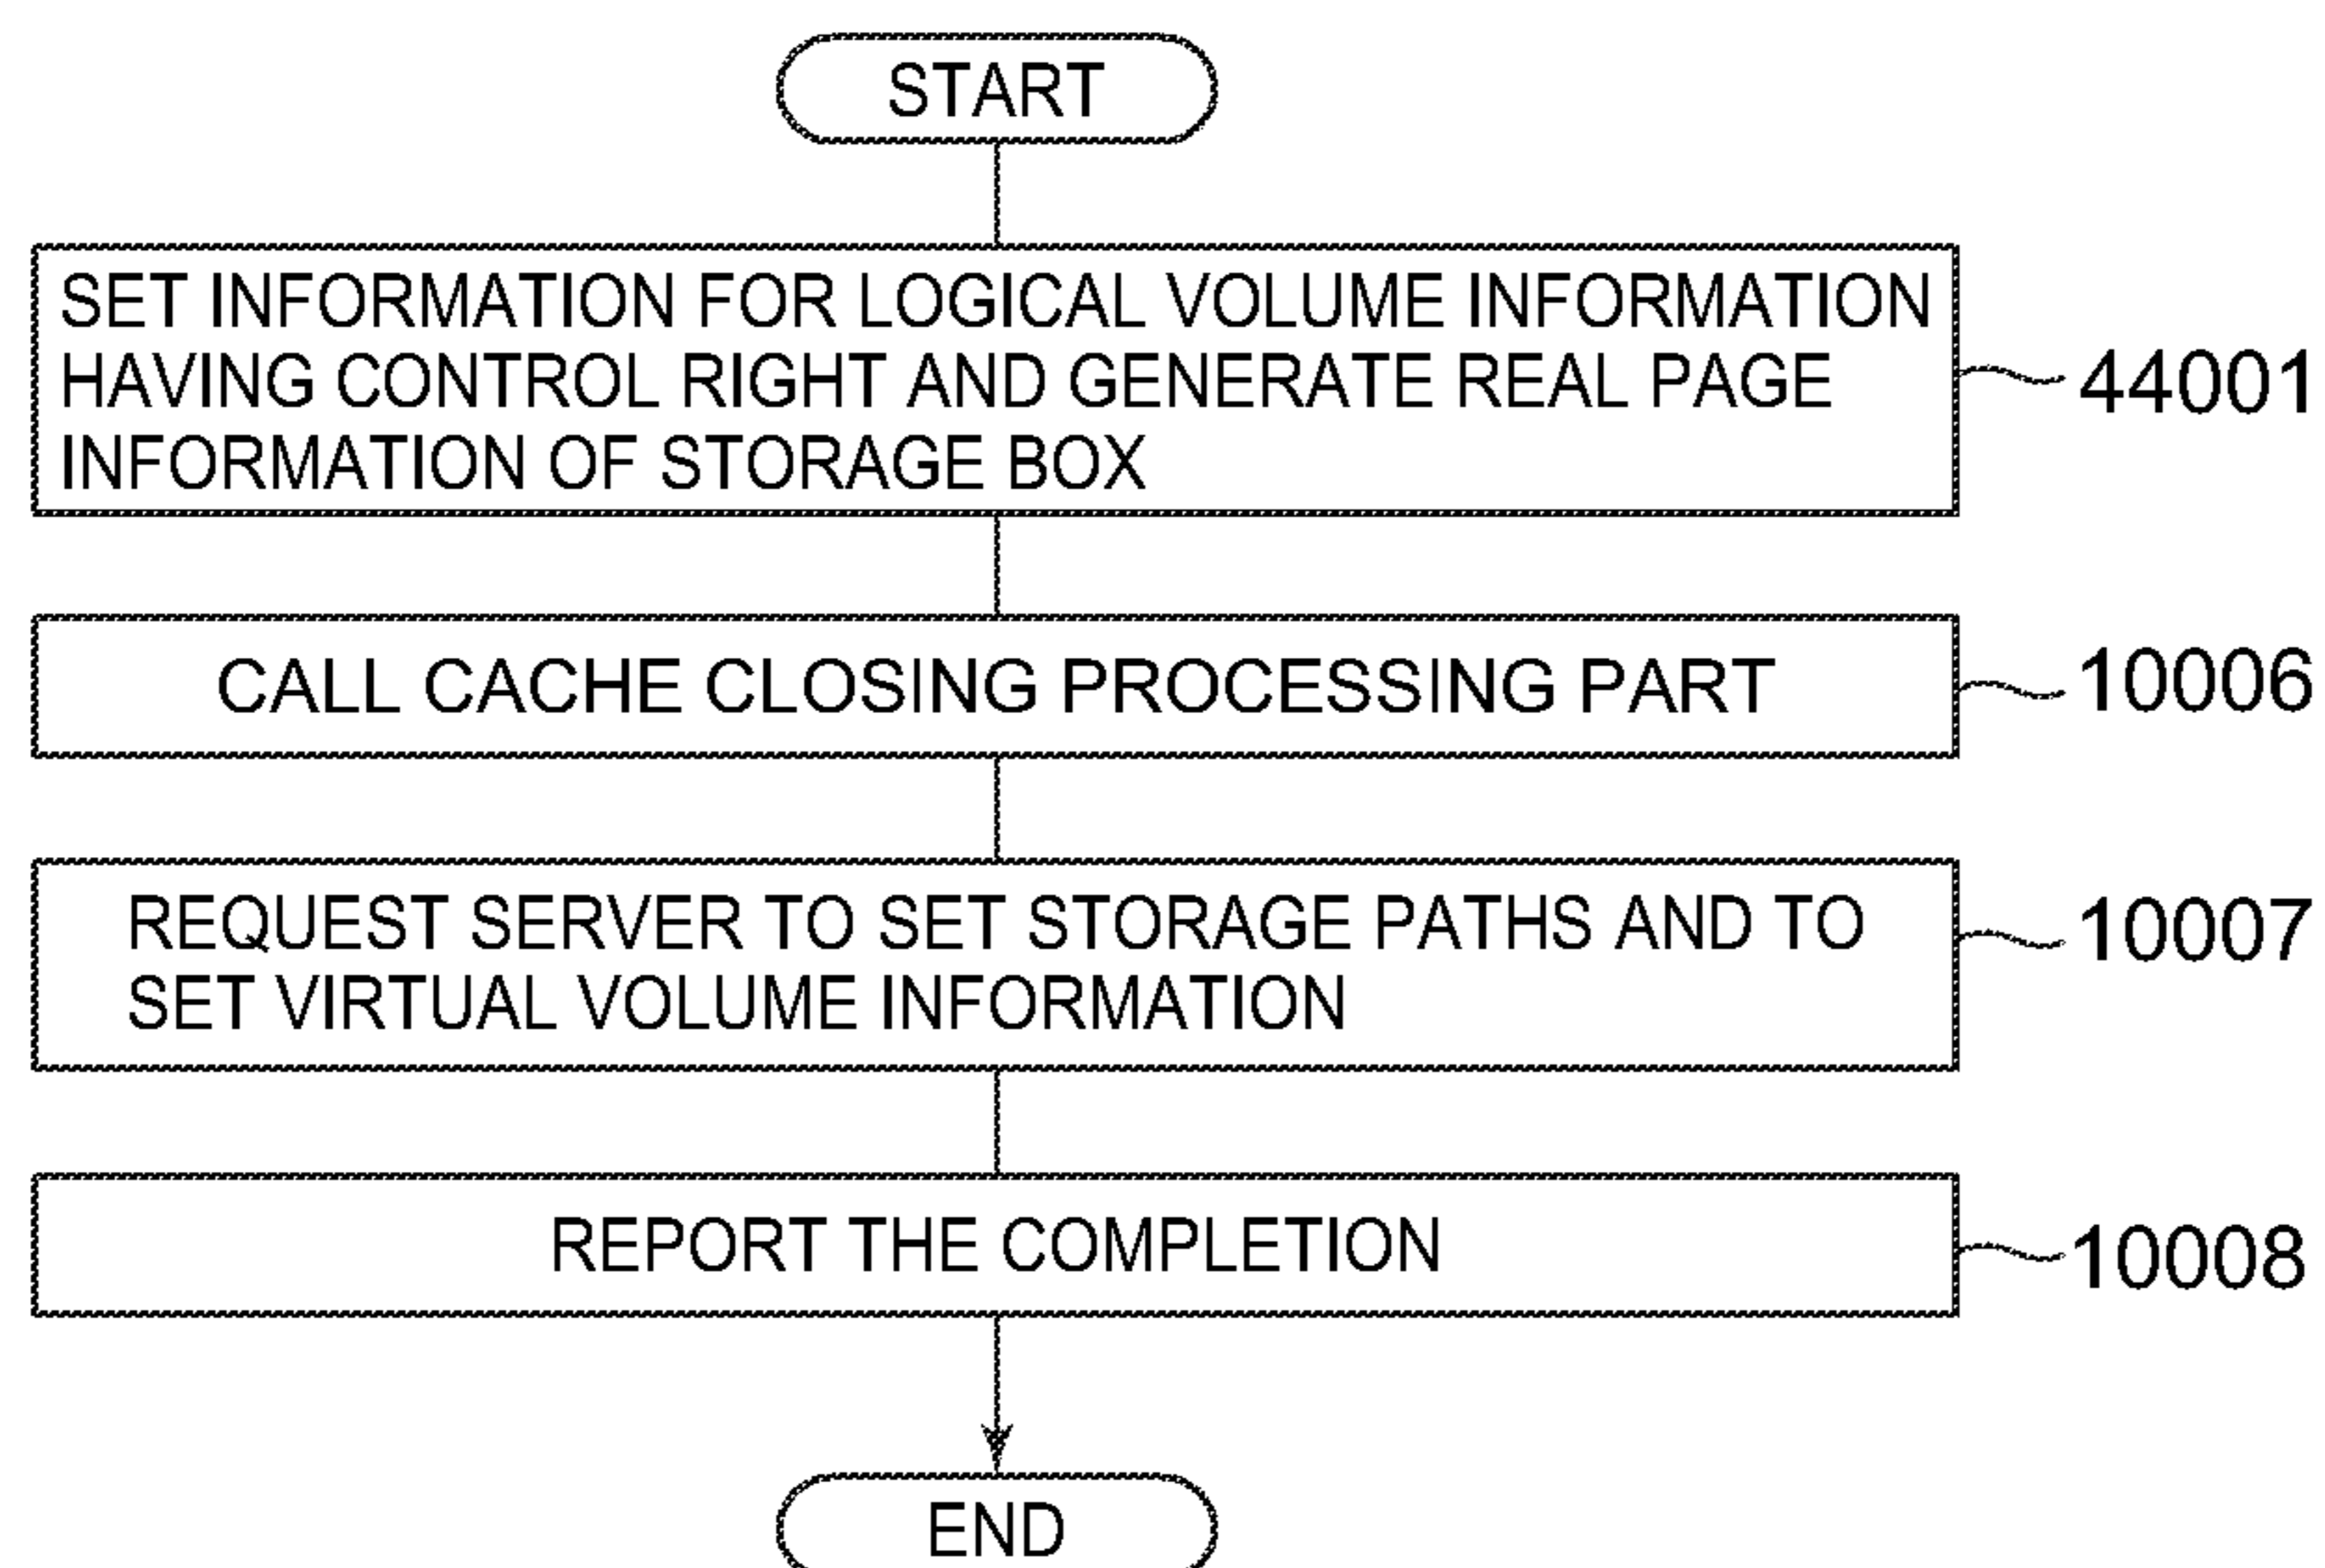 START
SET INFORMATION FOR LOGICAL VOLUME INFORMATION
HAVING CONTROL RIGHT AND GENERATE REAL PAGE
INFORMATION OF STORAGE BOX
44001
CALL CACHE CLOSING PROCESSING PART
10006
REQUEST SERVER TO SET STORAGE PATHS AND TO
SET VIRTUAL VOLUME INFORMATION
10007
REPORT THE COMPLETION
10008
END